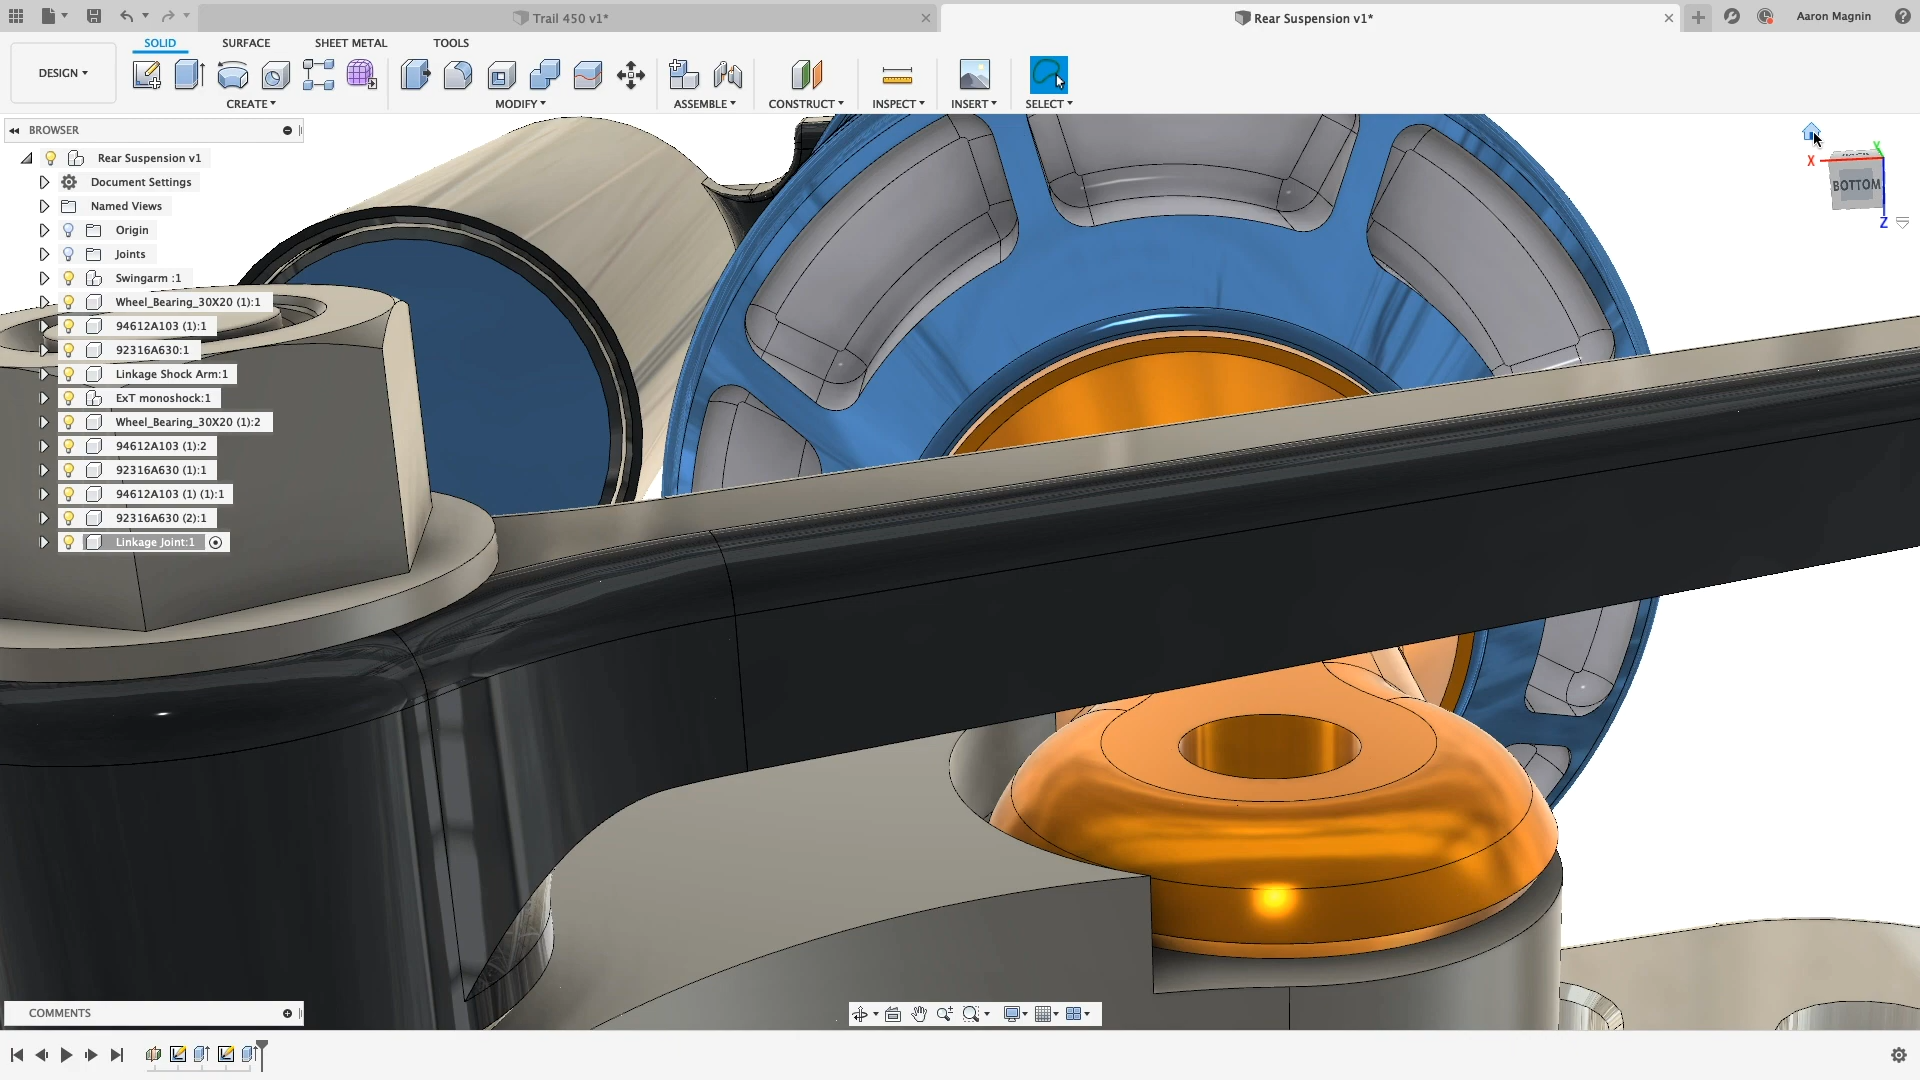 Trail 450 v1*
Rear Suspension v1*
Aaron Magnin
DESIGN
SOLID
SURFACE
SHEET METAL
TOOLS
CREATE
MODIFY
ASSEMBLE
CONSTRUCT
INSPECT
INSERT
SELECT
BROWSER
Rear Suspension v1
Document Settings
Named Views
Origin
Joints
Swingarm :1
Wheel_Bearing_30X20 (1):1
94612A103 (1):1
92316A630:1
Linkage Shock Arm:1
ExT monoshock:1
Wheel_Bearing_30X20 (1):2
94612A103 (1):2
92316A630 (1):1
94612A103 (1) (1):1
92316A630 (2):1
Linkage Joint:1
X
Y
BACK
BOTTOM
Z
COMMENTS